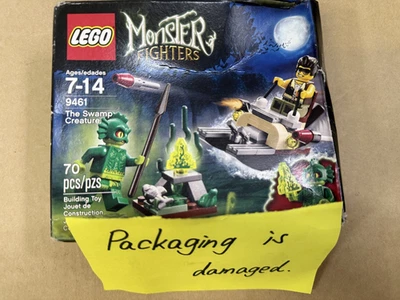 LEGO
MONSTER
FIGHTERS
Ages/edades
7-14
9461
The Swamp
Creature
70
pcs/pzs
Building Toy
Jouet de
Construction
Packaging is
damaged.